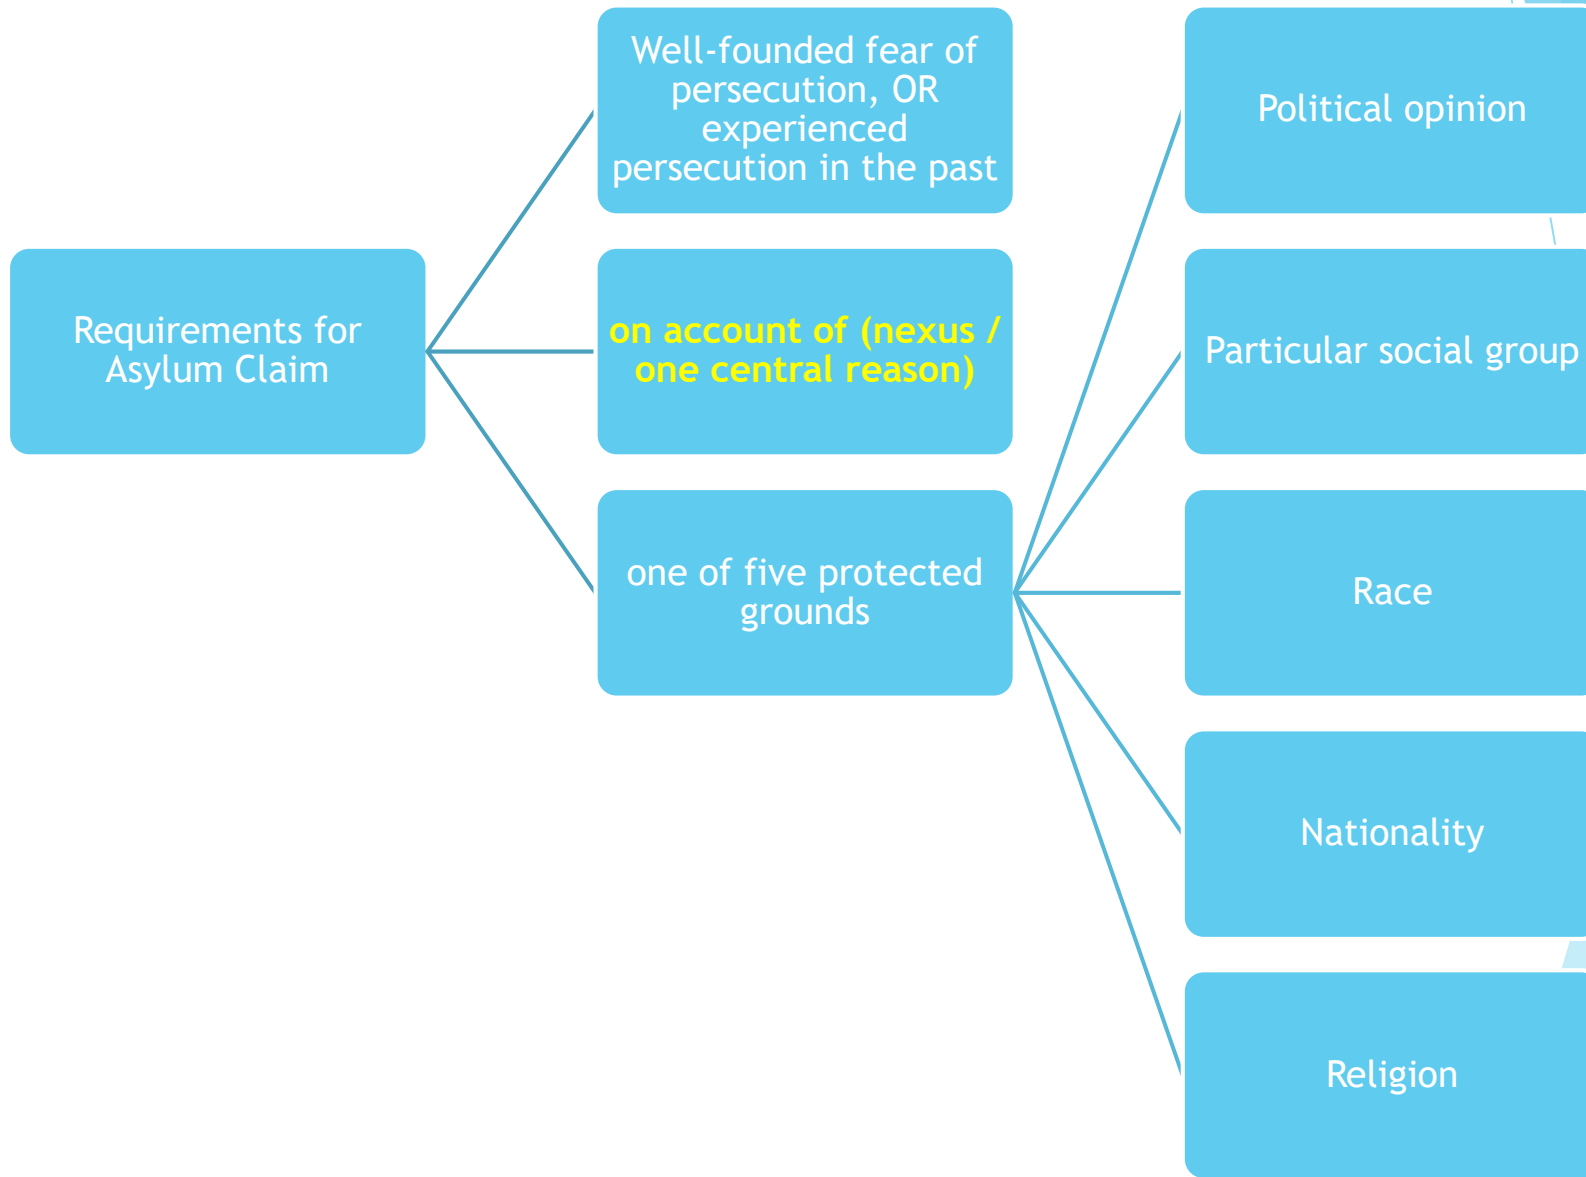 Requirements for
Asylum Claim
Well-founded fear of
persecution, OR
experienced
persecution in the past
on account of (nexus /
one central reason)
one of five protected
grounds
Political opinion
Particular social group
Race
Nationality
Religion